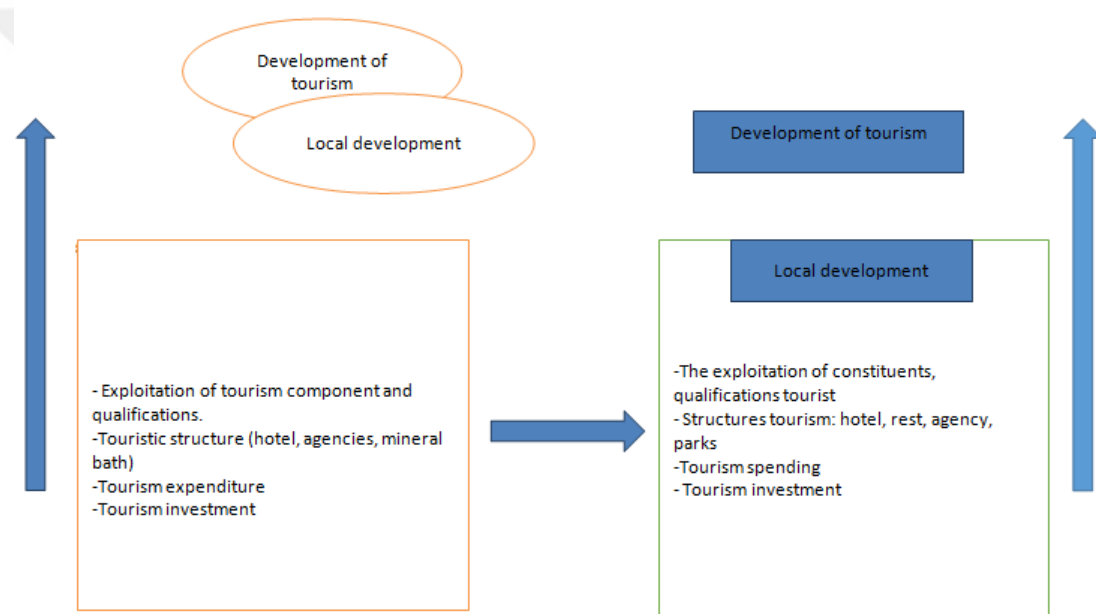 Development of
tourism
Local development
Development of tourism
Local development
- Exploitation of tourism component and
qualifications.
-Touristic structure (hotel, agencies, mineral
bath)
-Tourism expenditure
-Tourism investment
-The exploitation of constituents,
qualifications tourist
- Structures tourism: hotel, rest, agency,
parks
-Tourism spending
- Tourism investment